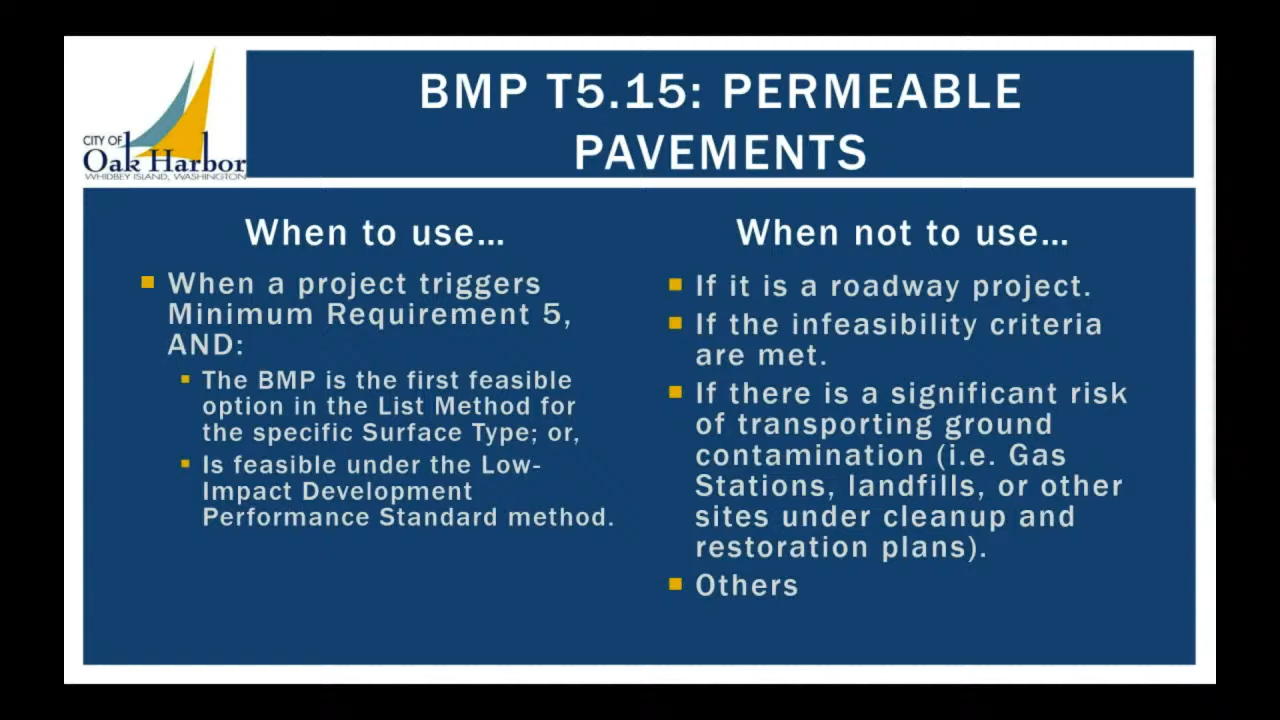 CITY OF
Oak Harbor
WHIDBEY ISLAND, WASHINGTON
BMP T5.15: PERMEABLE
PAVEMENTS
When to use...
When a project triggers
Minimum Requirement 5,
AND:
The BMP is the first feasible
option in the List Method for
the specific Surface Type; or,
Is feasible under the Low-
Impact Development
Performance Standard method.
When not to use...
If it is a roadway project.
If the infeasibility criteria
are met.
If there is a significant risk
of transporting ground
contamination (i.e. Gas
Stations, landfills, or other
sites under cleanup and
restoration plans).
Others